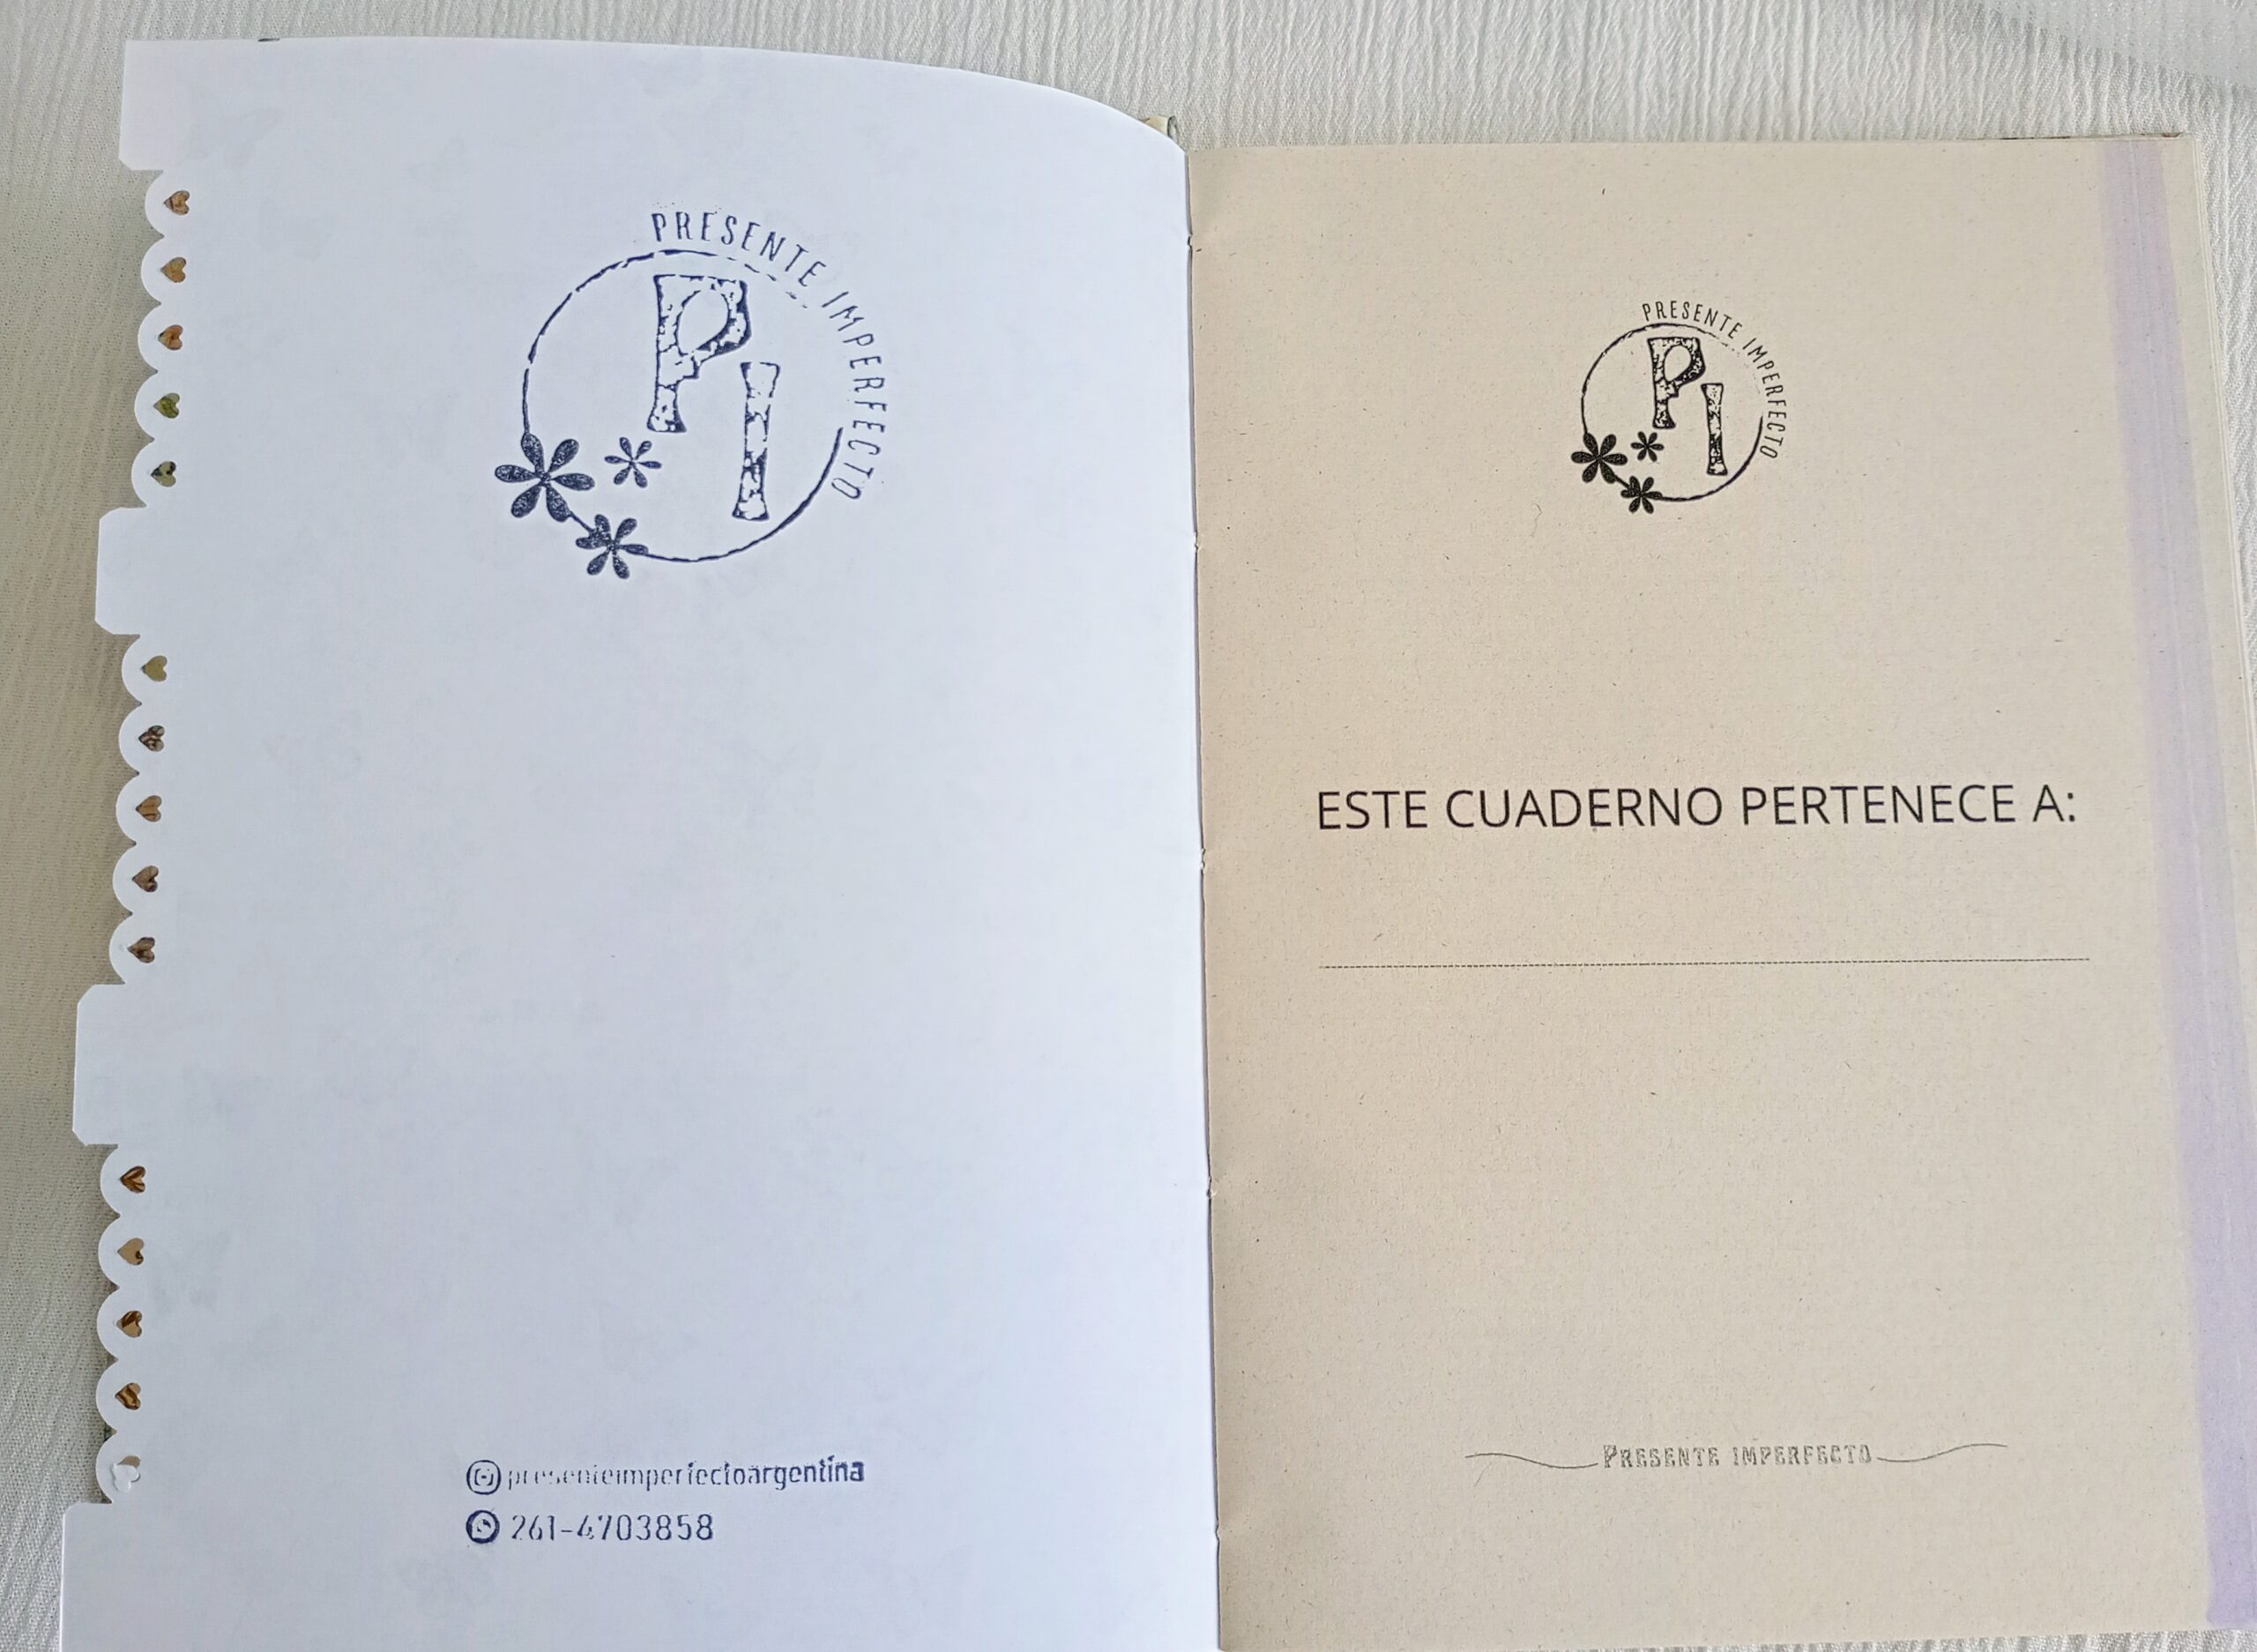 PRESENTE IMPERFECTO
PI
presenteimperfectoargentina
261-4703858
PRESENTE IMPERFECTO
PI
ESTE CUADERNO PERTENECE A:
PRESENTE IMPERFECTO